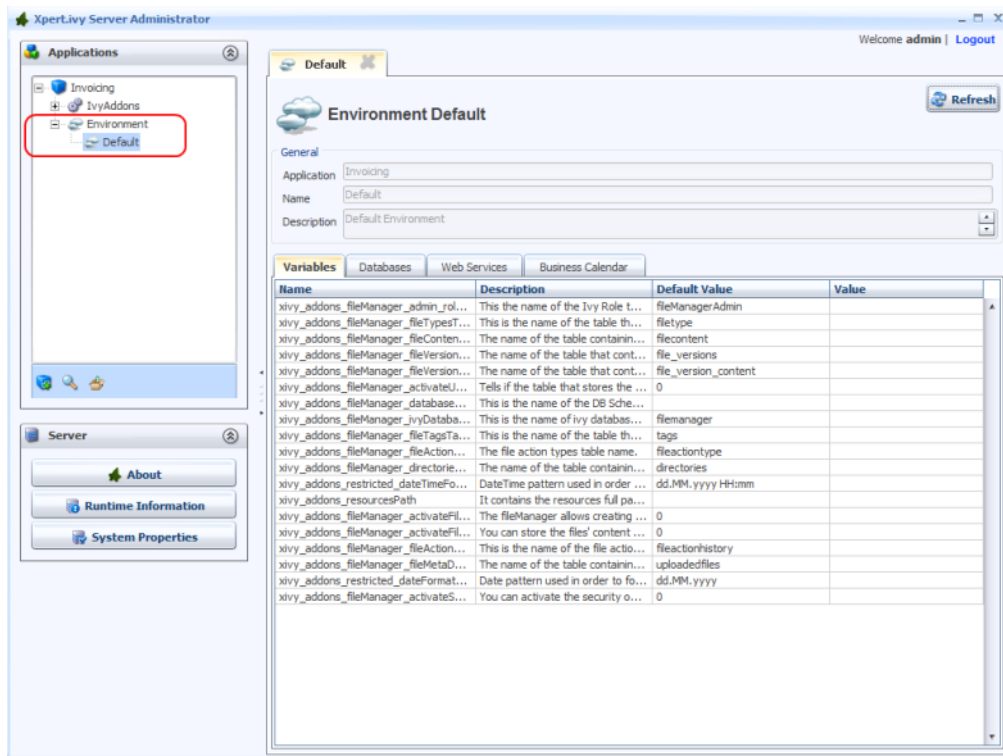 Xpert.ivy Server Administrator
Welcome admin | Logout
Applications
Invoicing
IvyAddons
Environment
Default
Server
About
Runtime Information
System Properties
Default
Environment Default
Refresh
General
Application Invoicing
Name Default
Description Default Environment
Variables Databases Web Services Business Calendar
Name Description Default Value Value
xivy_addons_fileManager_admin_rol... This the name of the Ivy Role t... fileManagerAdmin
xivy_addons_fileManager_fileTypesT... This is the name of the table th... filetype
xivy_addons_fileManager_fileConten... The name of the table containin... filecontent
xivy_addons_fileManager_fileVersion... The name of the table that cont... file_versions
xivy_addons_fileManager_fileVersion... The name of the table that cont... file_version_content
xivy_addons_fileManager_activateU... Tells if the table that stores the ... 0
xivy_addons_fileManager_database... This is the name of the DB Sche...
xivy_addons_fileManager_ivyDataba... This is the name of ivy databas... filemanager
xivy_addons_fileManager_fileTagsTa... This is the name of the table th... tags
xivy_addons_fileManager_fileAction... The file action types table name. fileactiontype
xivy_addons_fileManager_directorie... The name of the table containin... directories
xivy_addons_restricted_dateTimeFo... DateTime pattern used in order ... dd.MM.yyyy HH:mm
xivy_addons_resourcesPath It contains the resources full pa...
xivy_addons_fileManager_activateFil... The fileManager allows creating ... 0
xivy_addons_fileManager_activateFil... You can store the files' content ... 0
xivy_addons_fileManager_fileAction... This is the name of the file actio... fileactionhistory
xivy_addons_fileManager_fileMetaD... The name of the table containin... uploadedfiles
xivy_addons_restricted_dateFormat... Date pattern used in order to fo... dd.MM.yyyy
xivy_addons_fileManager_activateS... You can activate the security o... 0